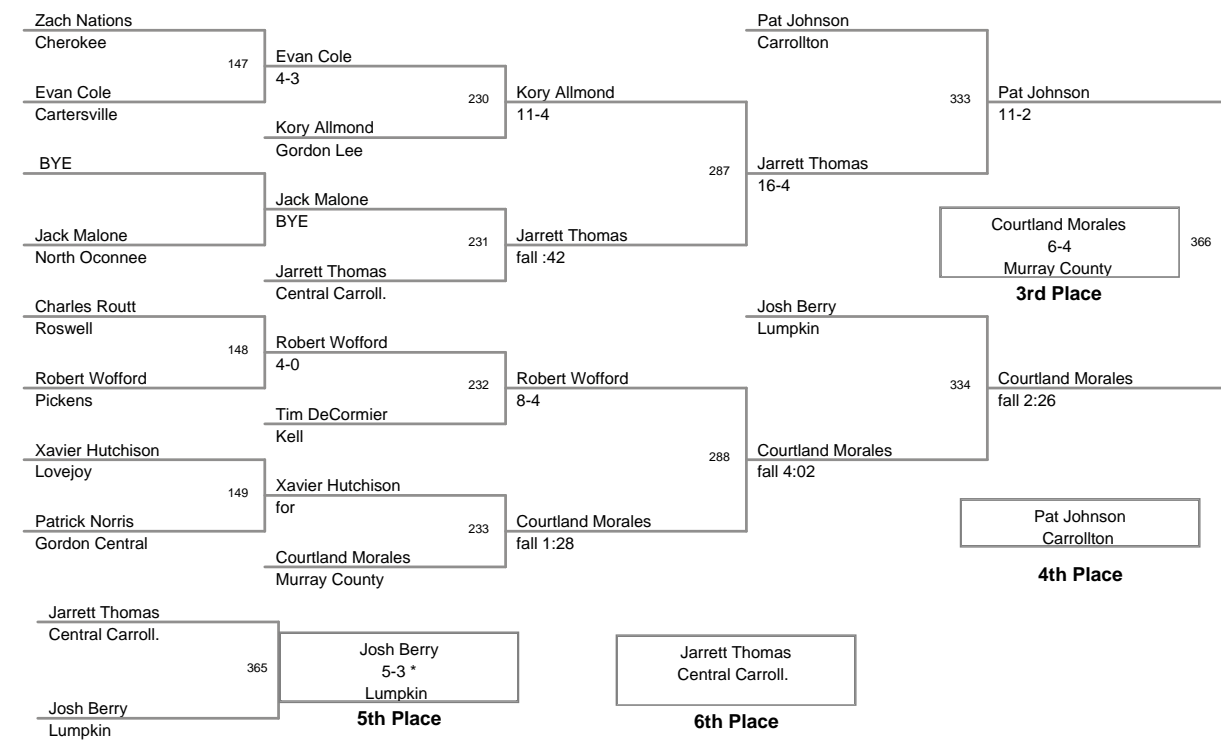 Zach Nations
Cherokee
147
Evan Cole
4-3
Evan Cole
Cartersville
230
Kory Allmond
11-4
Kory Allmond
Gordon Lee
BYE
287
Jarrett Thomas
16-4
Jack Malone
BYE
Jack Malone
North Oconnee
231
Jarrett Thomas
fall :42
Jarrett Thomas
Central Carroll.
Pat Johnson
Carrollton
333
Pat Johnson
11-2
Courtland Morales
6-4
Murray County
366
3rd Place
Charles Routt
Roswell
148
Robert Wofford
4-0
Robert Wofford
Pickens
232
Robert Wofford
8-4
Tim DeCormier
Kell
Xavier Hutchison
Lovejoy
149
Xavier Hutchison
for
Patrick Norris
Gordon Central
233
Courtland Morales
fall 1:28
Courtland Morales
Murray County
288
Courtland Morales
fall 4:02
Josh Berry
Lumpkin
334
Courtland Morales
fall 2:26
Pat Johnson
Carrollton
4th Place
Jarrett Thomas
Central Carroll.
365
Josh Berry
Lumpkin
Josh Berry
5-3 *
Lumpkin
5th Place
Jarrett Thomas
Central Carroll.
6th Place